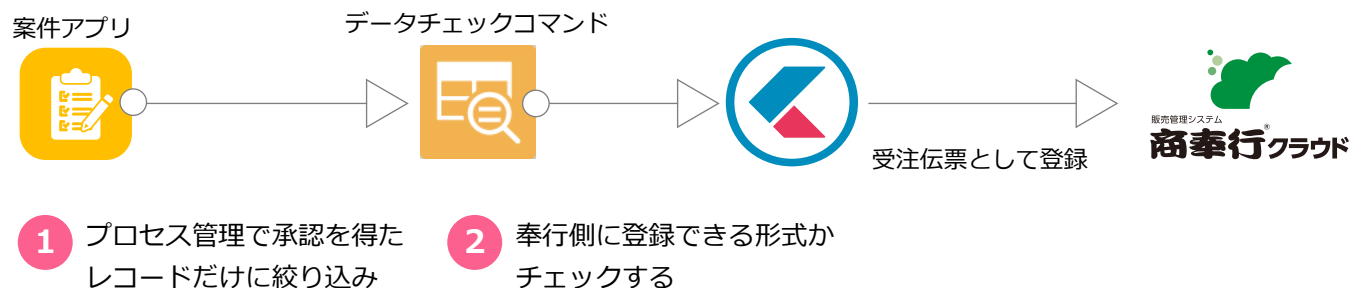 案件アプリ
データチェックコマンド
販売管理システム
商奉行®クラウド
受注伝票として登録
1 プロセス管理で承認を得た
レコードだけに絞り込み
2 奉行側に登録できる形式か
チェックする